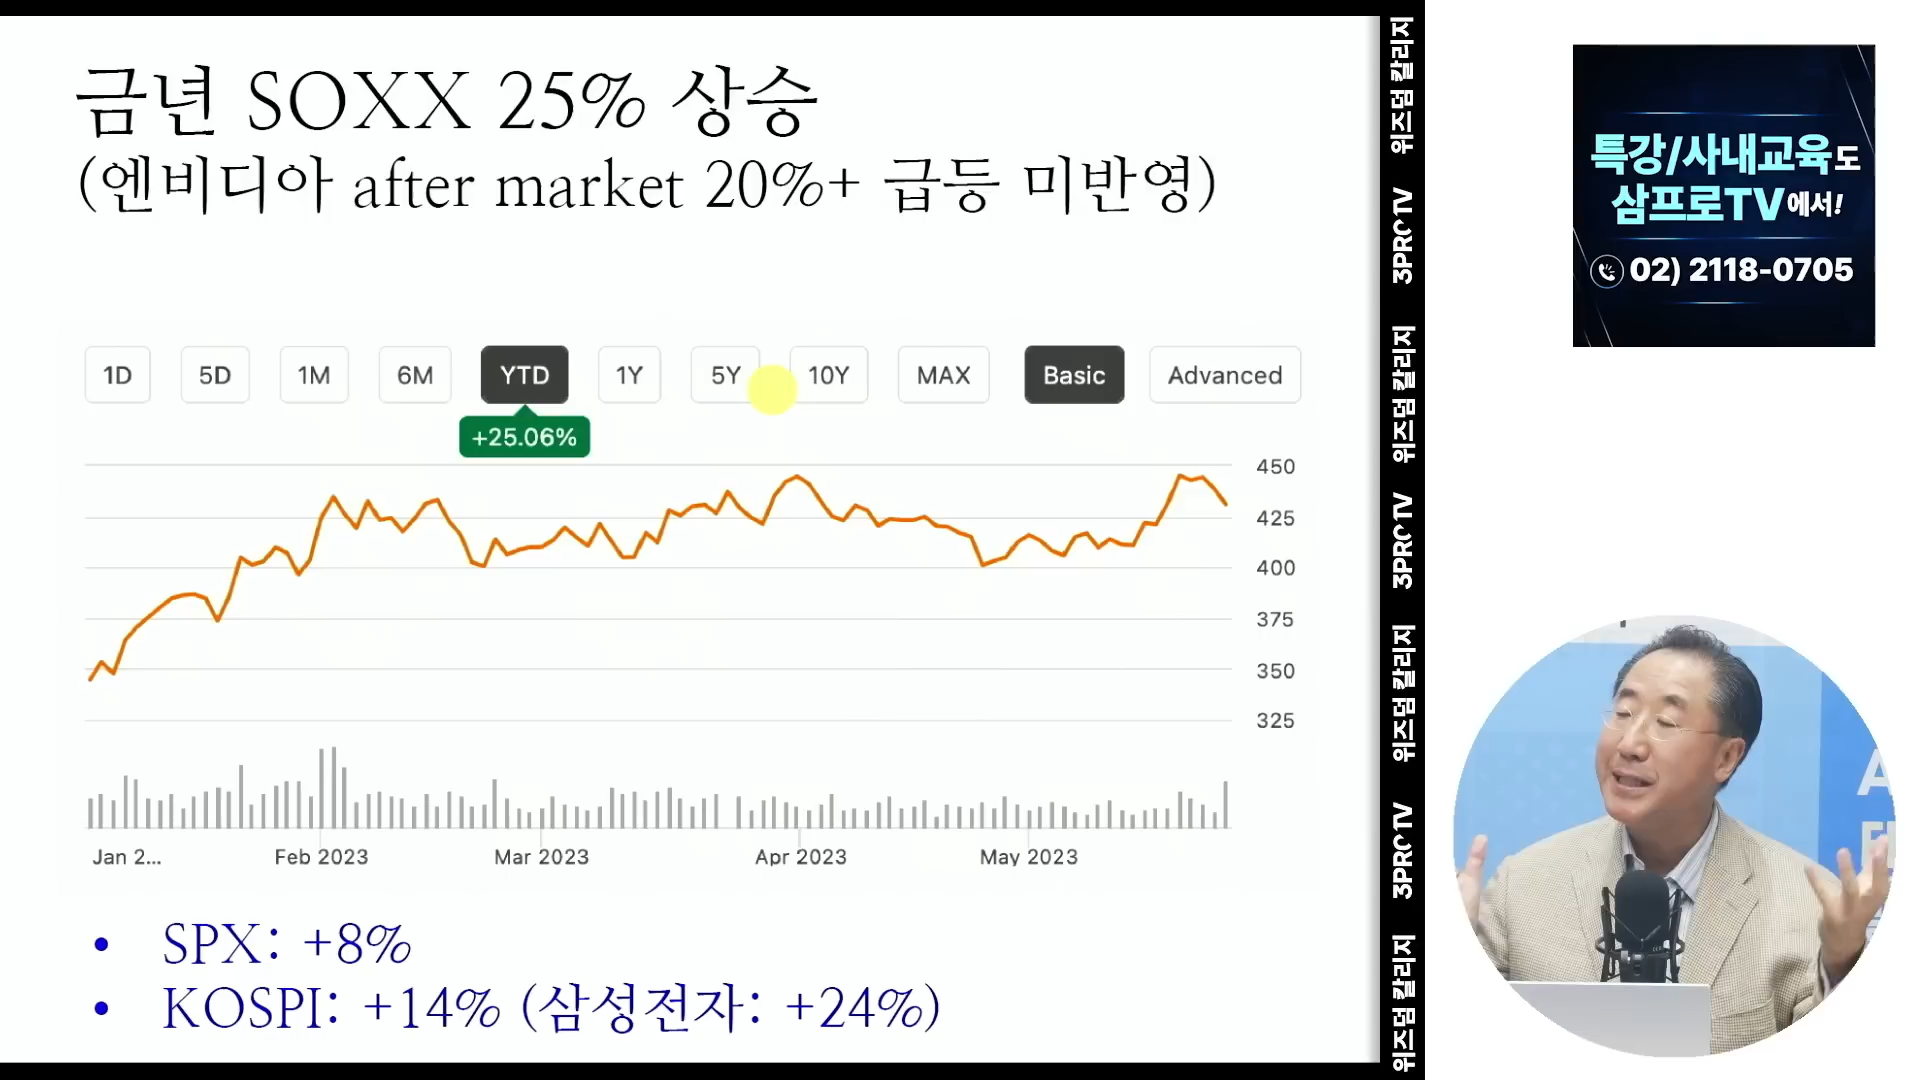 금년 SOXX 25% 상승
(엔비디아 after market 20%+ 급등 미반영)
1D 5D 1M 6M YTD 1Y 5Y 10Y MAX Basic Advanced
+25.06%
450
425
400
375
350
325
Jan 2... Feb 2023 Mar 2023 Apr 2023 May 2023
• SPX: +8%
• KOSPI: +14% (삼성전자: +24%)
위즈덤 칼리지
3PROTV
위즈덤 칼리지
3PROTV
위즈덤 칼리지
3PROTV
위즈덤 칼리지
특강/사내교육도
삼프로TV에서!
02) 2118-0705